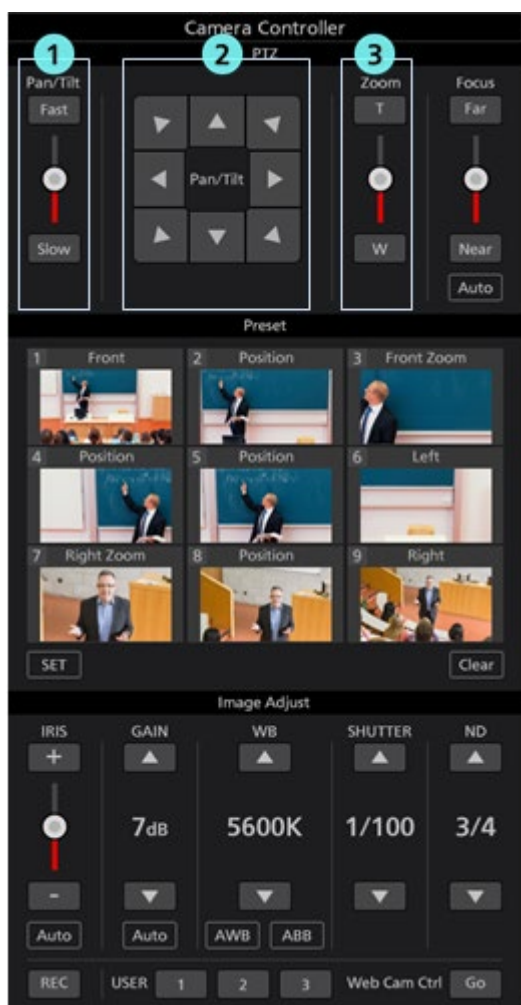 Camera Controller
1 2 3
PTZ
Pan/Tilt Zoom Focus
Fast T Far
Pan/Tilt
Slow W Near
Auto
Preset
1 Front 2 Position 3 Front Zoom
4 Position 5 Position 6 Left
7 Right Zoom 8 Position 9 Right
SET Clear
Image Adjust
IRIS GAIN WB SHUTTER ND
+
7dB 5600K 1/100 3/4
-
Auto Auto AWB ABB
REC USER 1 2 3 Web Cam Ctrl Go